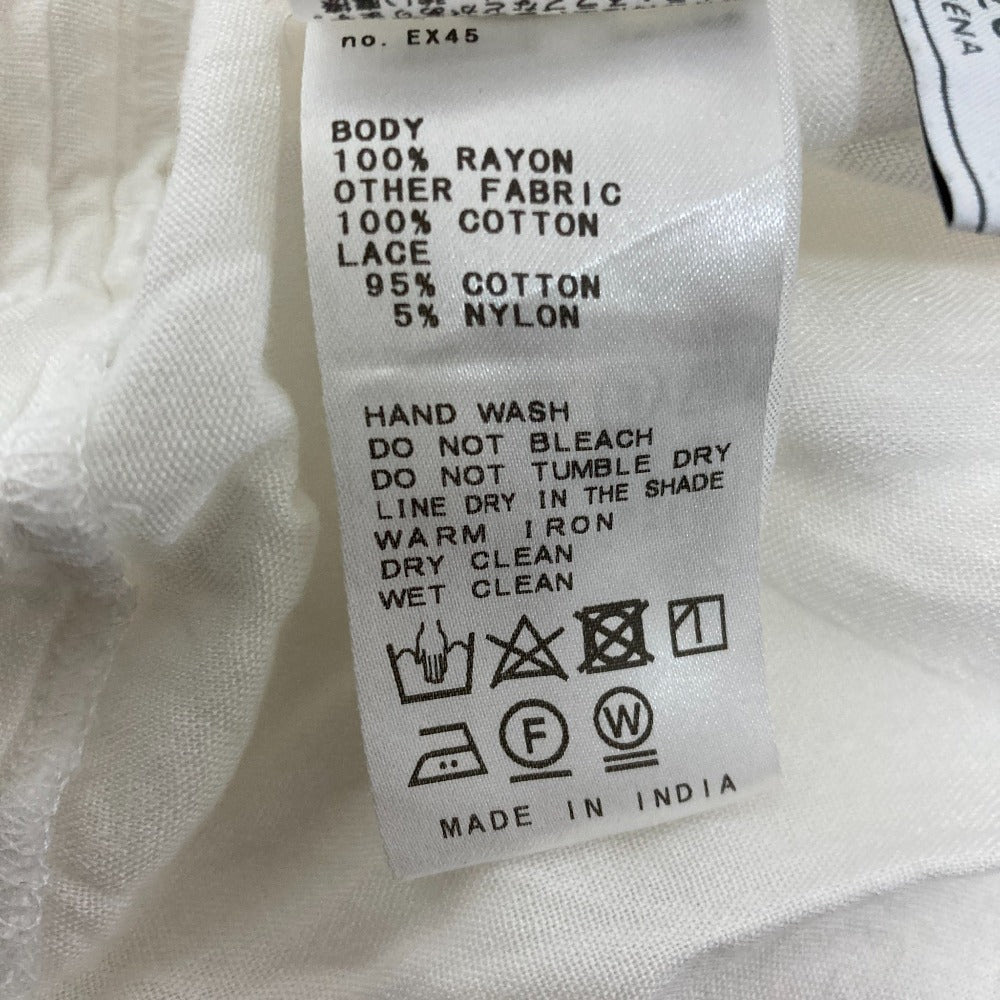 no. EX45
BODY
100% RAYON
OTHER FABRIC
100% COTTON
LACE
95% COTTON
5% NYLON
HAND WASH
DO NOT BLEACH
DO NOT TUMBLE DRY
LINE DRY IN THE SHADE
WARM IRON
DRY CLEAN
WET CLEAN
F
W
MADE IN INDIA
ENA